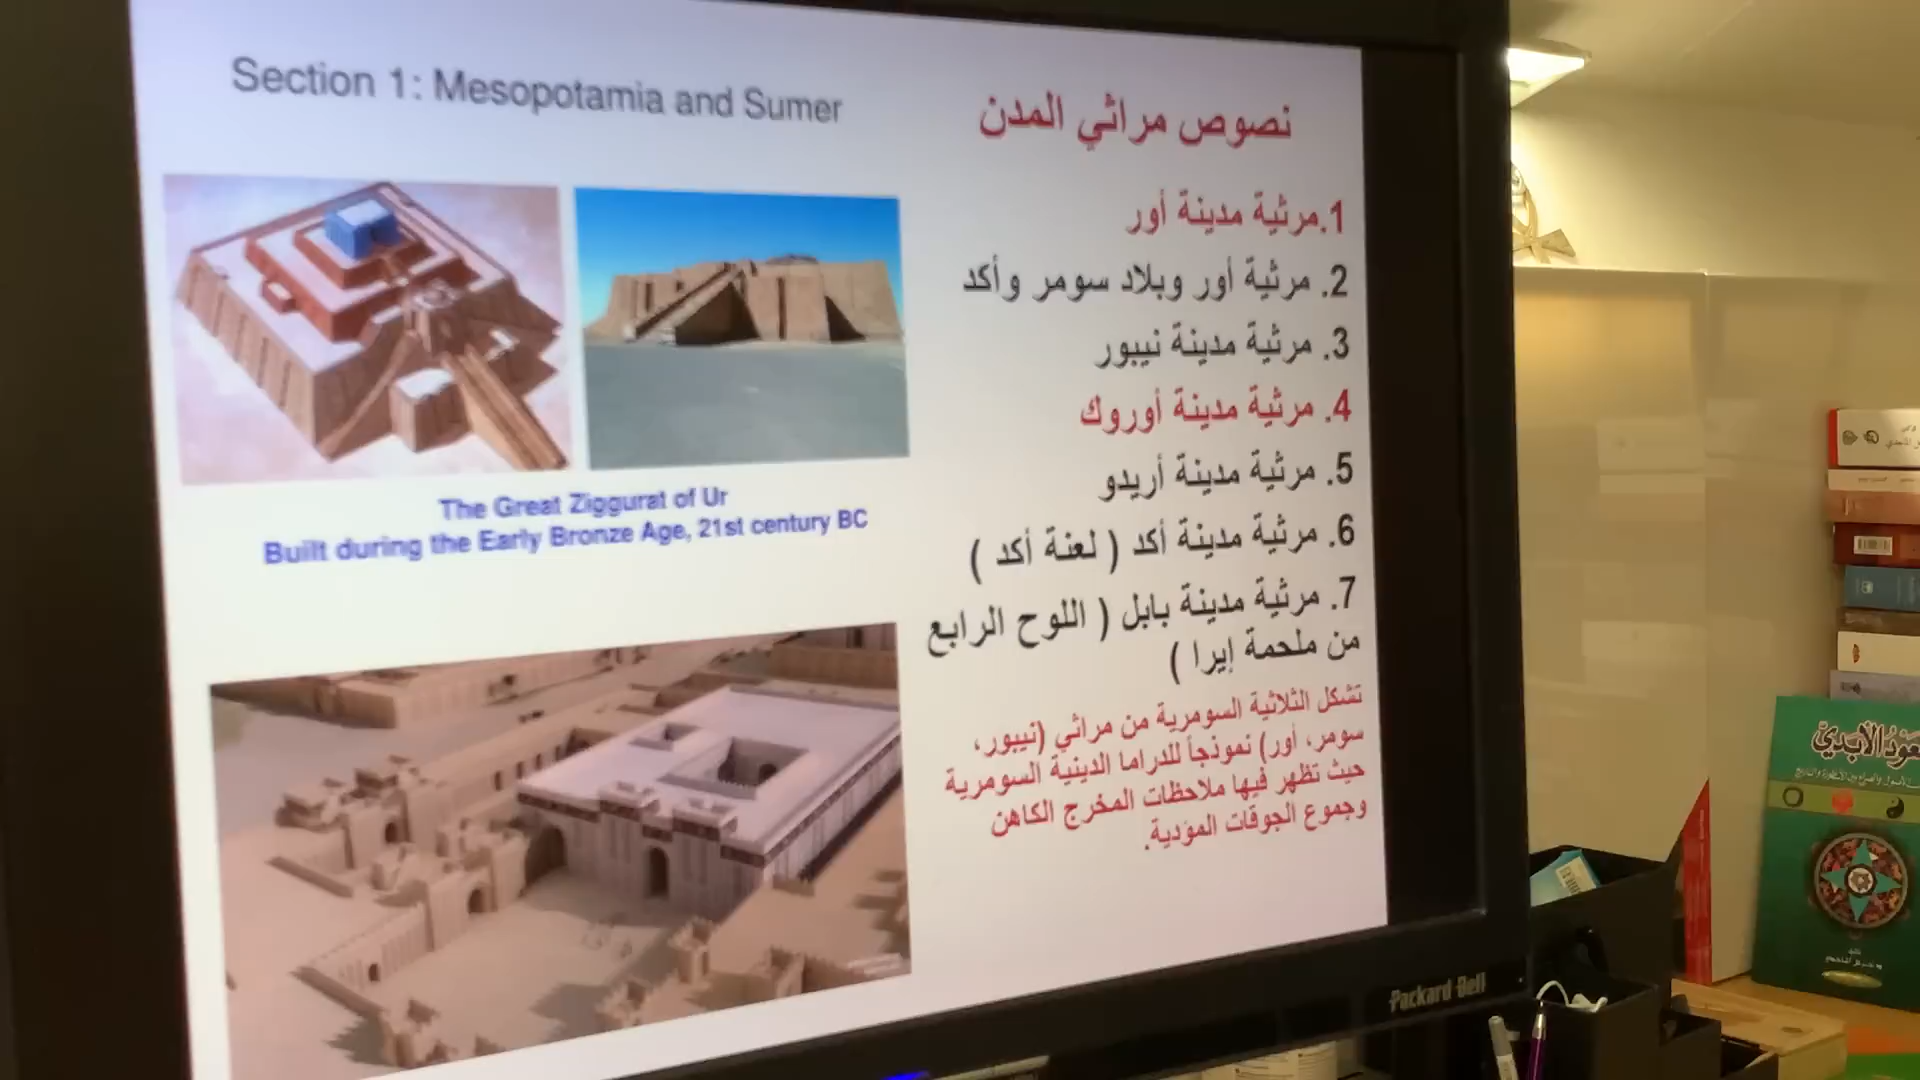 Section 1: Mesopotamia and Sumer
The Great Ziggurat of Ur
Built during the Early Bronze Age, 21st century BC
نصوص مراثي المدن
1.مرثية مدينة أور
2. مرثية أور وبلاد سومر وأكد
3. مرثية مدينة نيبور
4. مرثية مدينة أوروك
5. مرثية مدينة أريدو
6. مرثية مدينة أكد ( لعنة أكد )
7. مرثية مدينة بابل ( اللوح الرابع
من ملحمة إيرا )
تشكل الثلاثية السومرية من مراثي (نيبور،
سومر، أور) نموذجاً للدراما الدينية السومرية
حيث تظهر فيها ملاحظات المخرج الكاهن
وجموع الجوقات المؤدية.
Packard Bell
الأبدي